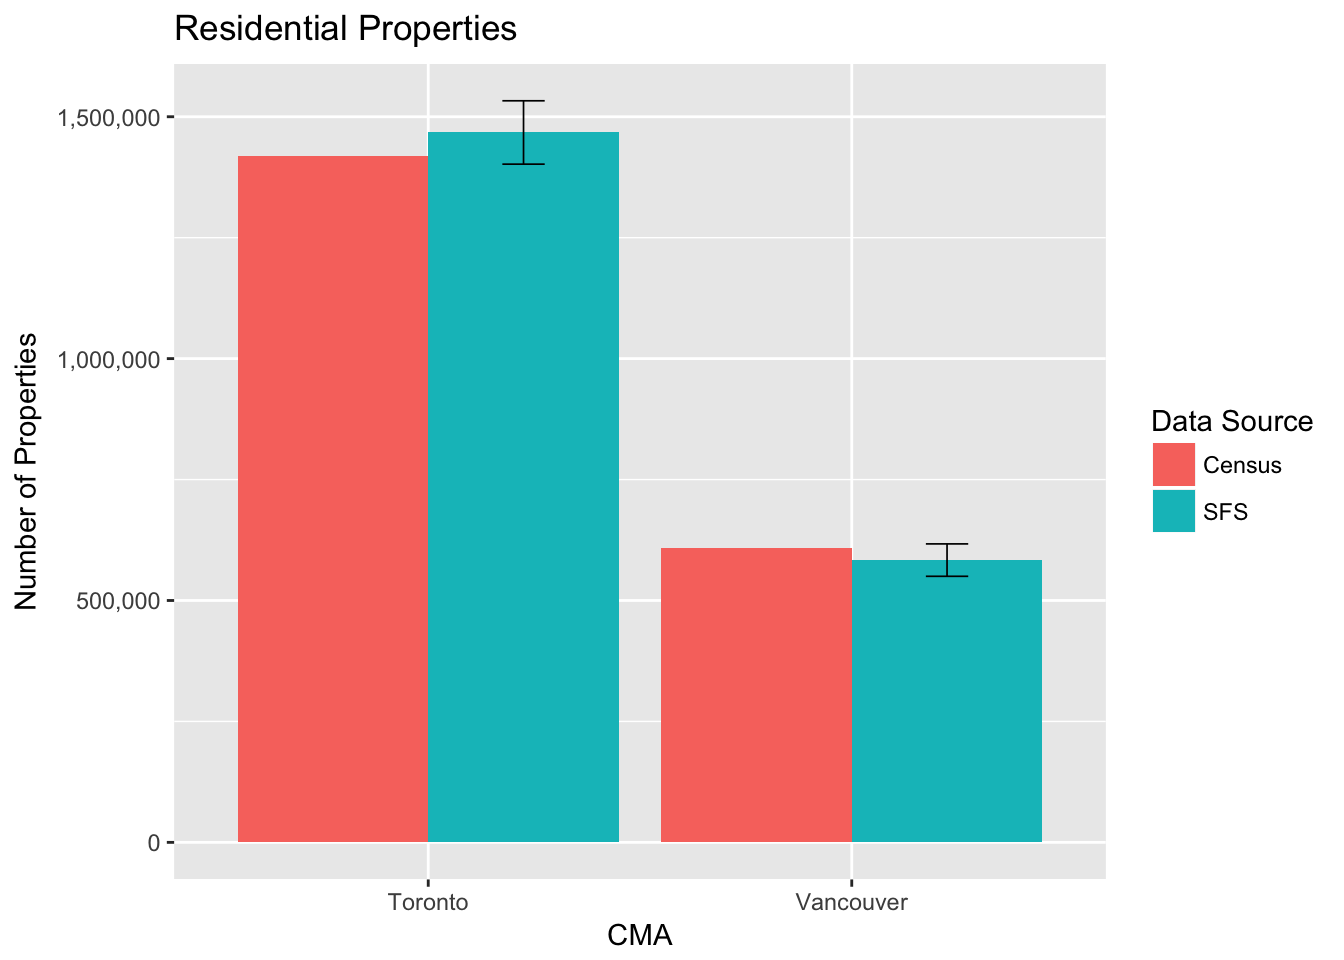 Residential Properties
1,500,000
1,000,000
500,000
0
Number of Properties
Toronto
Vancouver
CMA
Data Source
Census
SFS